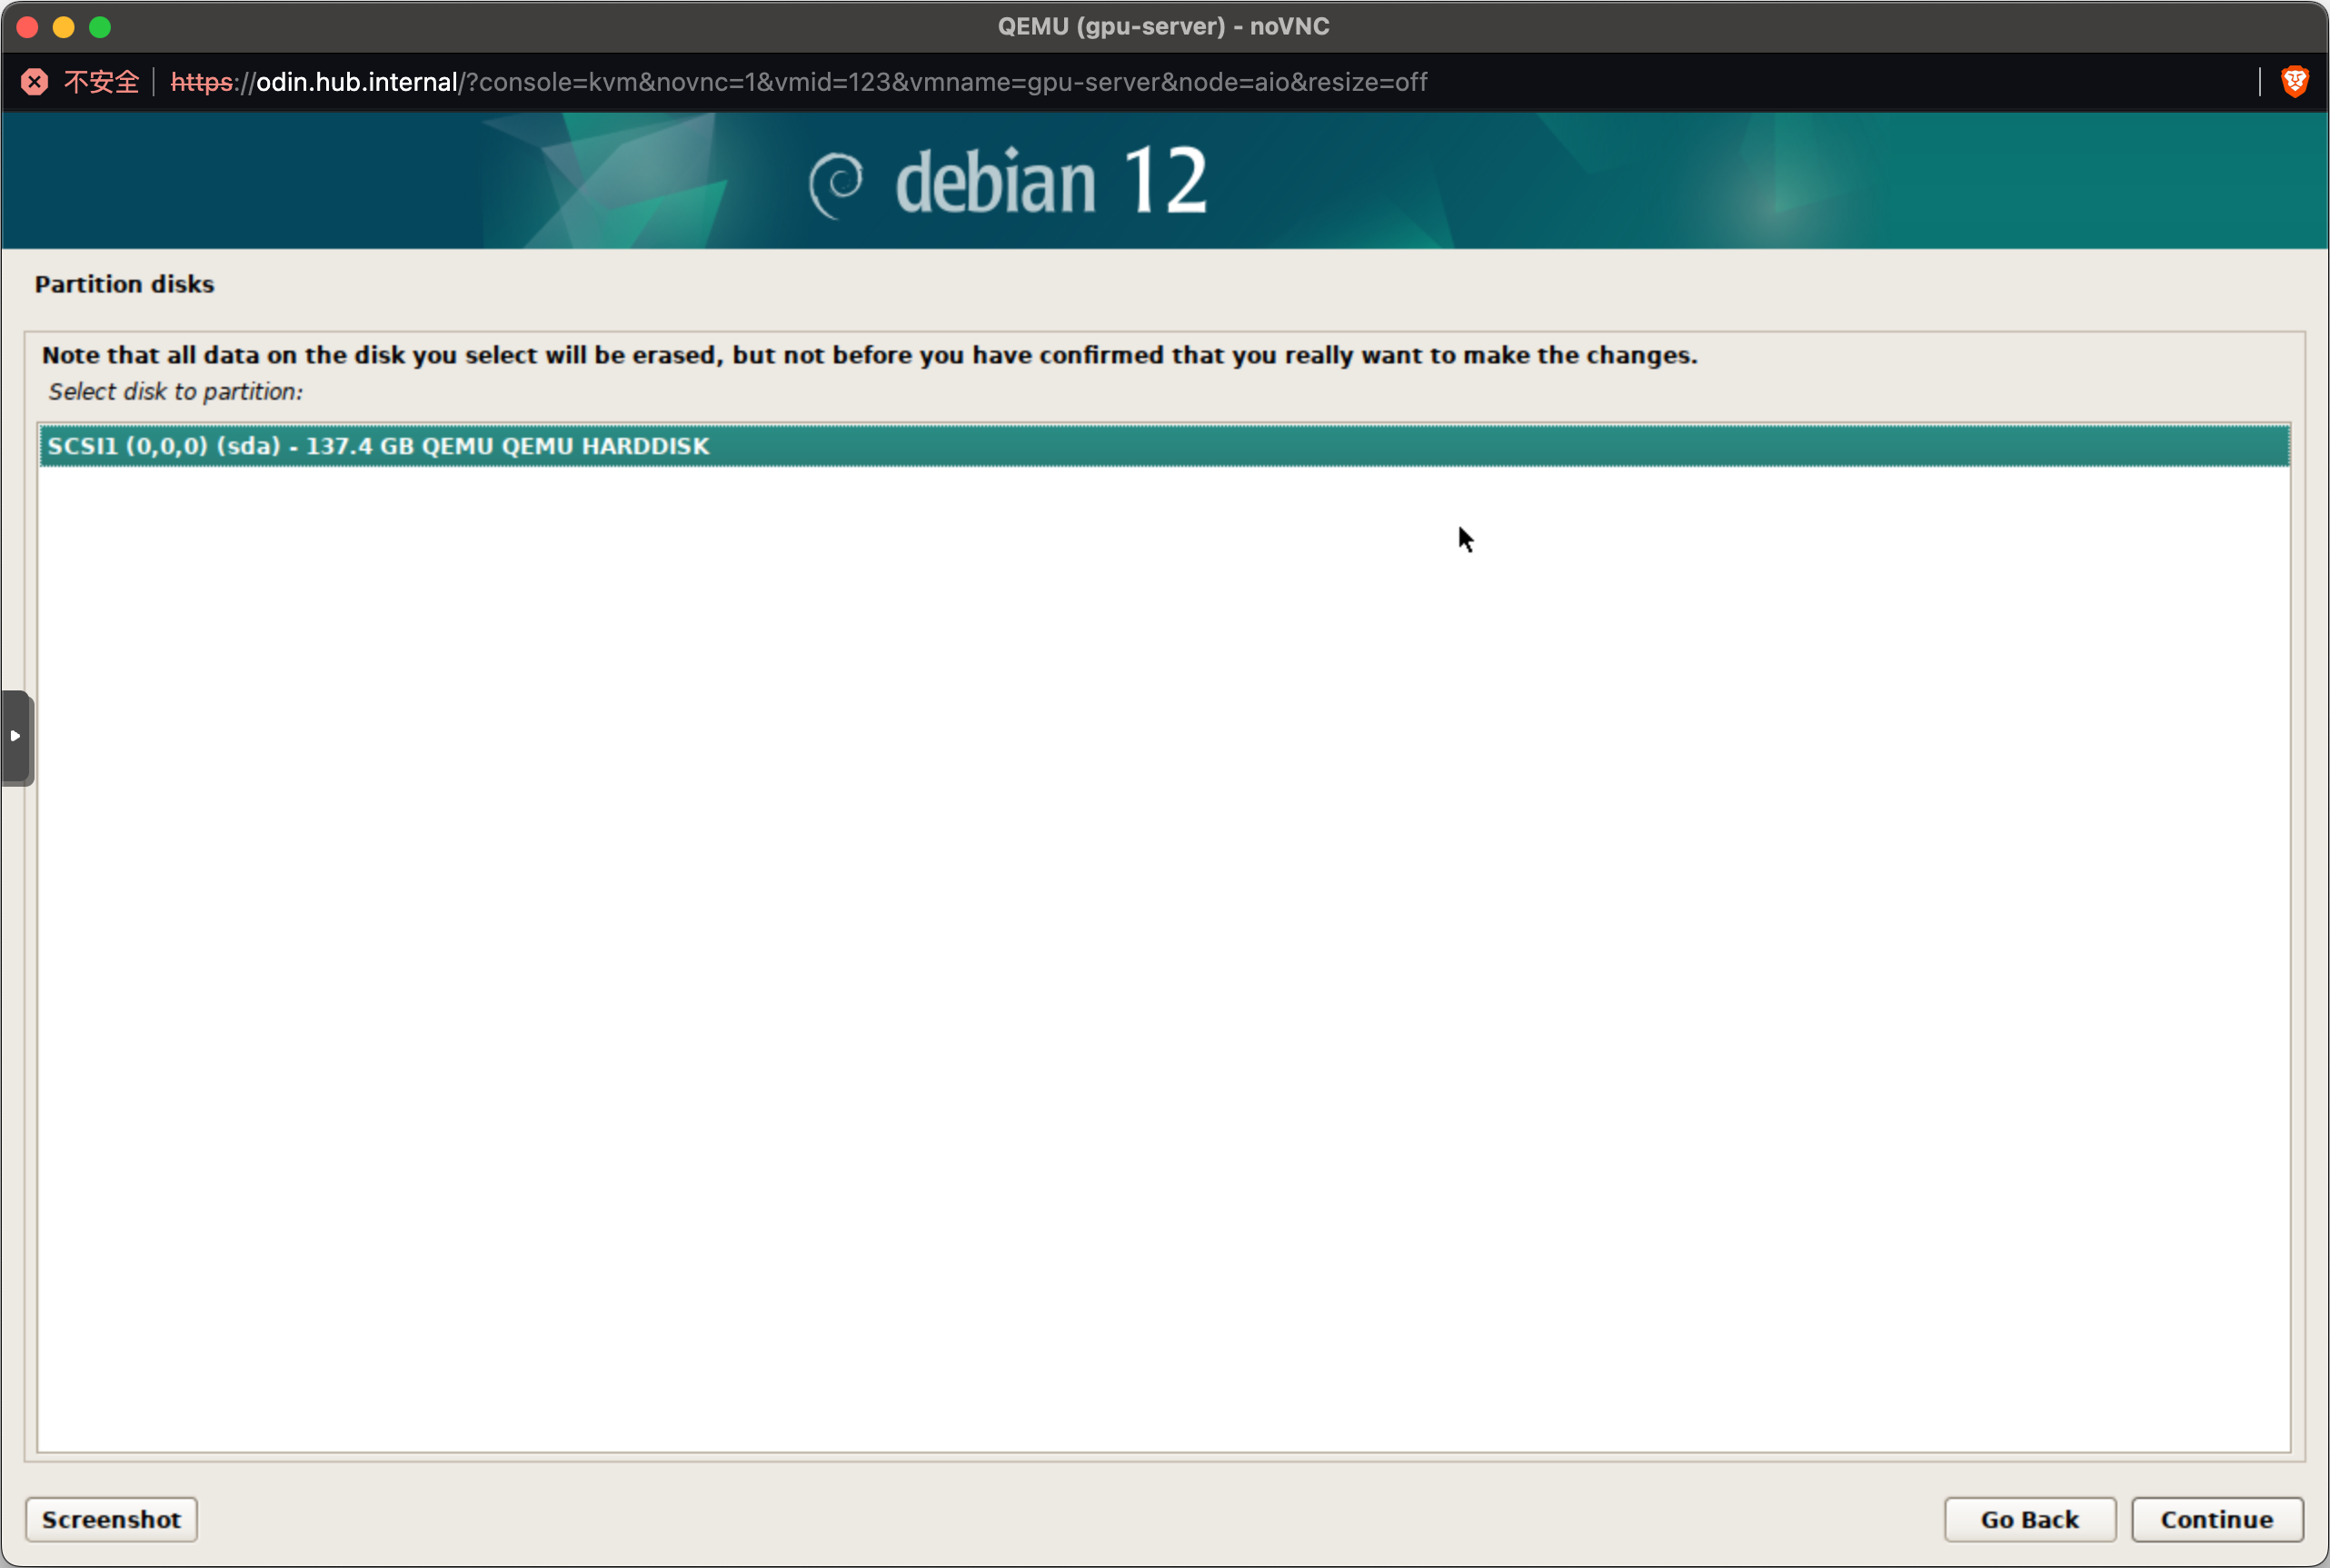 QEMU (gpu-server) - noVNC
不安全 https://odin.hub.internal/?console=kvm&novnc=1&vmid=123&vmname=gpu-server&node=aio&resize=off
debian 12
Partition disks
Note that all data on the disk you select will be erased, but not before you have confirmed that you really want to make the changes.
Select disk to partition:
SCSI1 (0,0,0) (sda) - 137.4 GB QEMU QEMU HARDDISK
Screenshot Go Back Continue